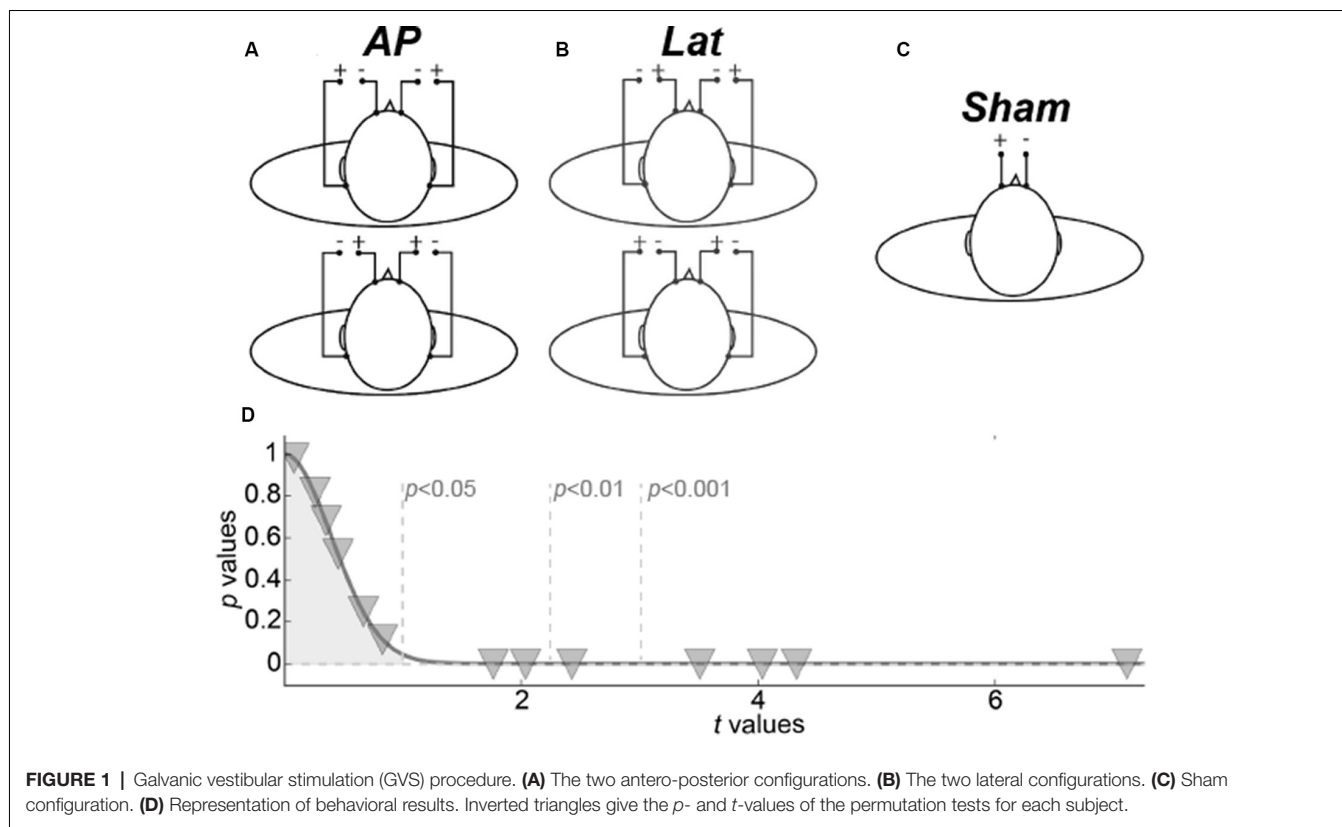 A AP B Lat C
+ - - + - + - +
Sham
+ -
- + + - + - + -
D
1
0.8
0.6
0.4
0.2
0
p values
p<0.05 p<0.01 p<0.001
2 4 6
t values
FIGURE 1 | Galvanic vestibular stimulation (GVS) procedure. (A) The two antero-posterior configurations. (B) The two lateral configurations. (C) Sham
configuration. (D) Representation of behavioral results. Inverted triangles give the p- and t-values of the permutation tests for each subject.